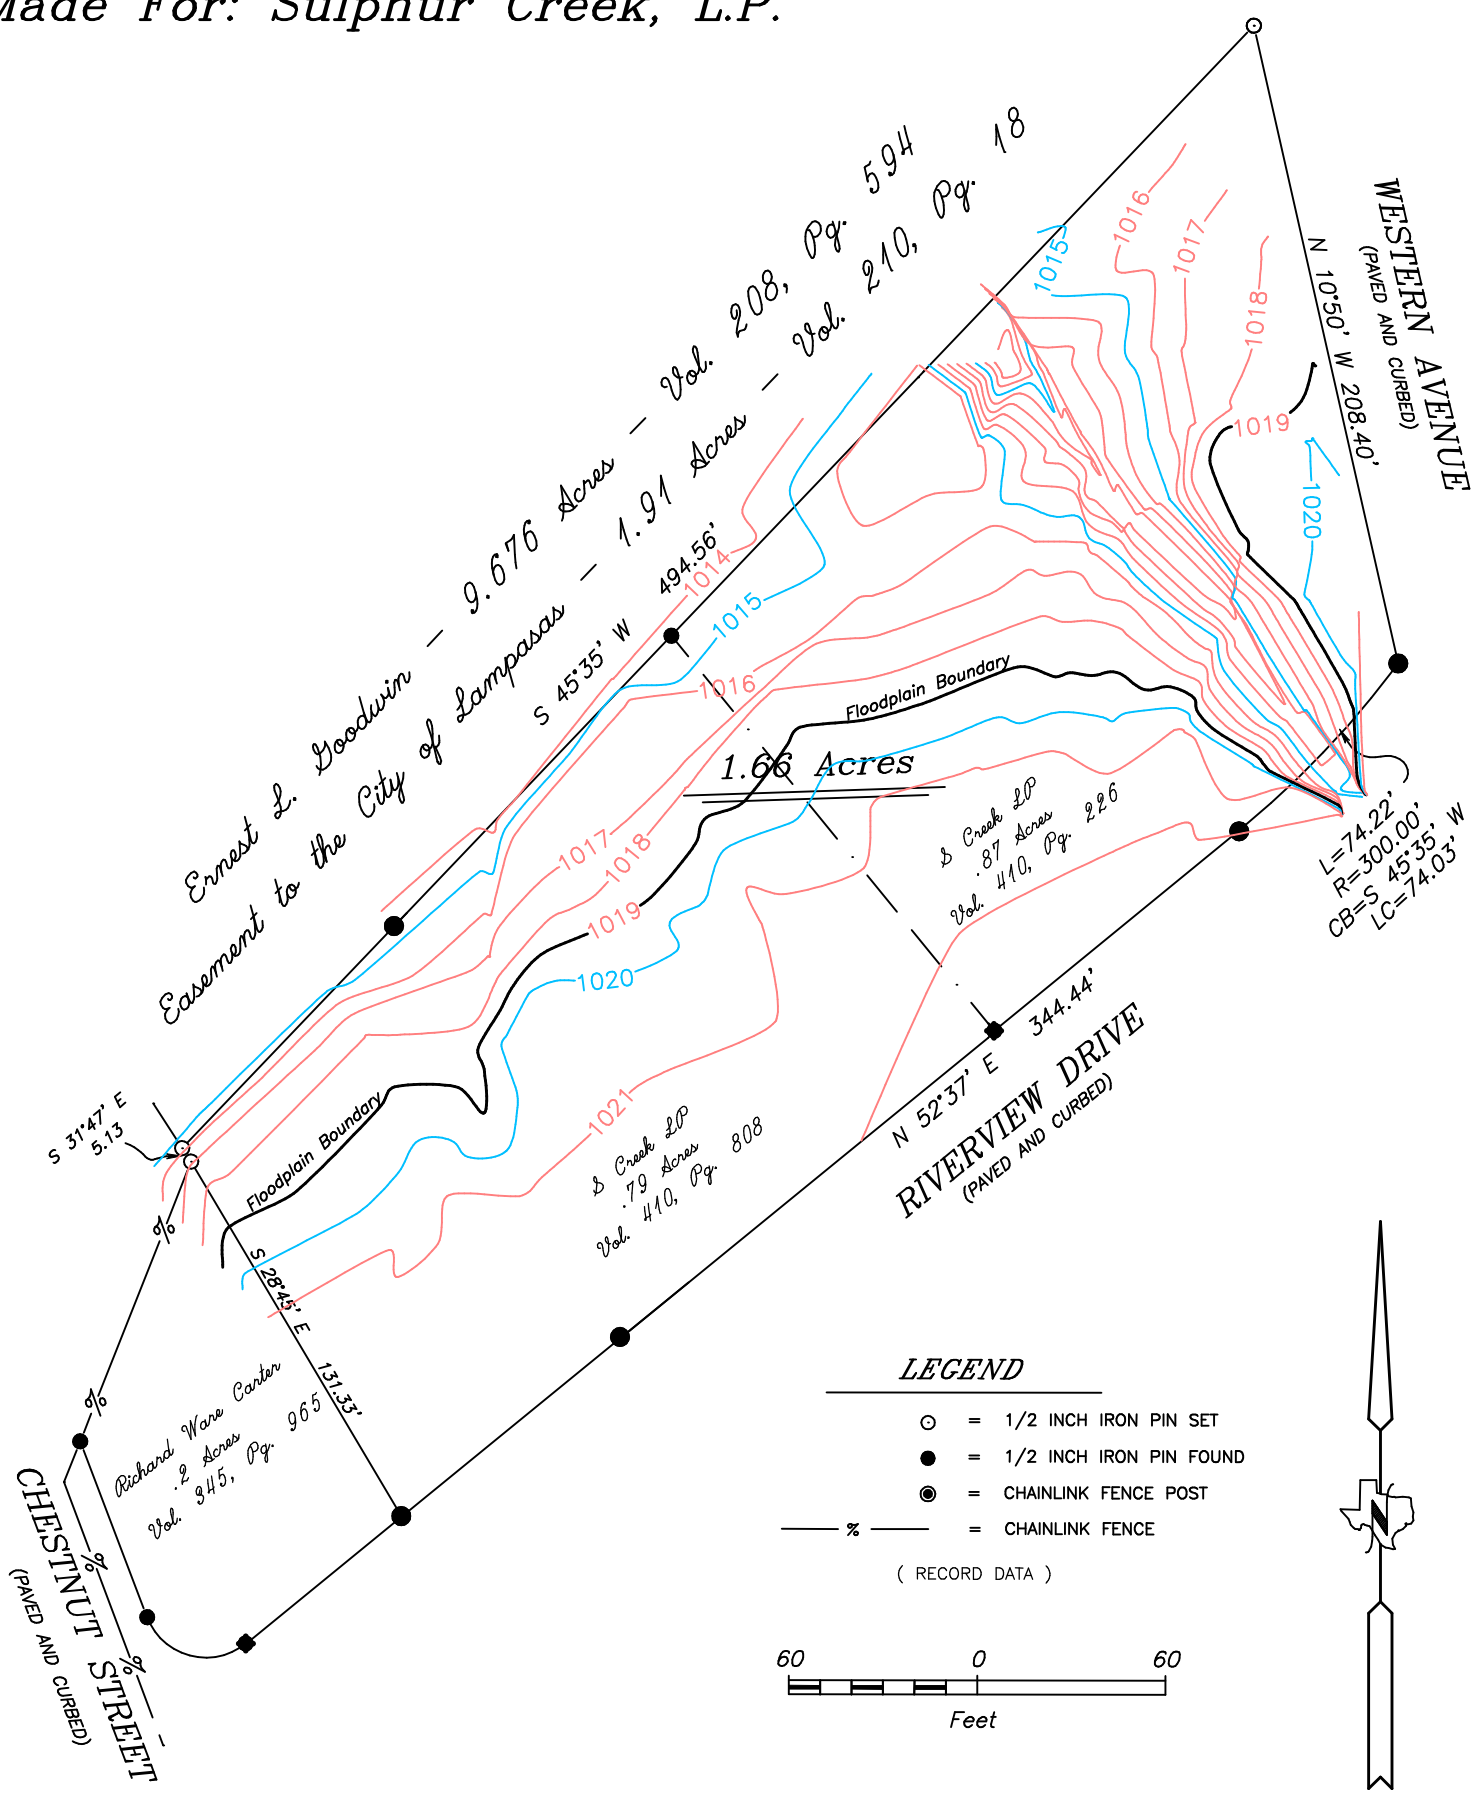 Made For: Sulphur Creek, L.P.
Ernest L. Goodwin - 9.676 Acres - Vol. 208, Pg. 594
Easement to the City of Lampasas - 1.91 Acres - Vol. 210, Pg. 18
WESTERN AVENUE
(PAVED AND CURBED)
N 10°50' W 208.40'
1015
1016
1017
1018
1019
1020
S 45°35' W 494.56'
1014
1015
1016
1017
1018
1019
1020
1021
Floodplain Boundary
1.66 Acres
S Creek LP
.87 Acres
Vol. 410, Pg. 226
L=74.22'
R=300.00'
CB=S 45°35' W
LC=74.03'
N 52°37' E 344.44'
RIVERVIEW DRIVE
(PAVED AND CURBED)
S Creek LP
.79 Acres
Vol. 410, Pg. 808
S 31°47' E
5.13
Floodplain Boundary
%
S 28°45' E 131.33'
%
Richard Ware Carter
.2 Acres
Vol. 345, Pg. 965
%
%
CHESTNUT STREET
(PAVED AND CURBED)
LEGEND
= 1/2 INCH IRON PIN SET
= 1/2 INCH IRON PIN FOUND
= CHAINLINK FENCE POST
% = CHAINLINK FENCE
( RECORD DATA )
N
60 0 60
Feet